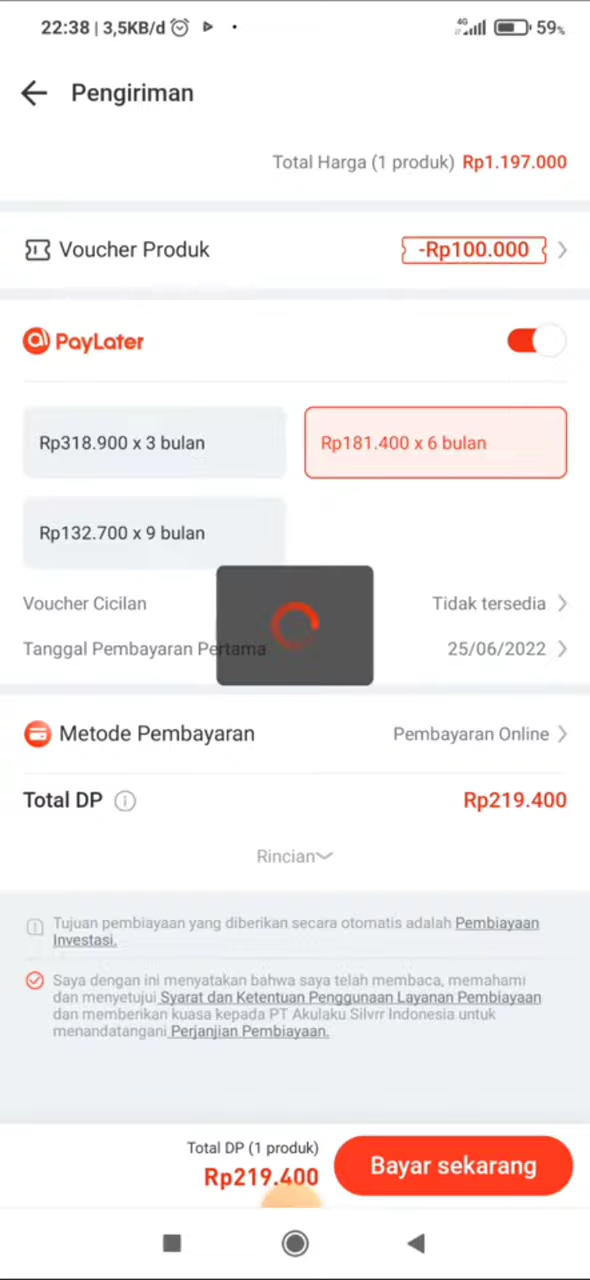 22:38 | 3,5KB/d
4G
59%
Pengiriman
Total Harga (1 produk) Rp1.197.000
Voucher Produk
-Rp100.000
PayLater
Rp318.900 x 3 bulan
Rp181.400 x 6 bulan
Rp132.700 x 9 bulan
Voucher Cicilan
Tidak tersedia
Tanggal Pembayaran Pertama
25/06/2022
Metode Pembayaran
Pembayaran Online
Total DP
Rp219.400
Rincian
Tujuan pembiayaan yang diberikan secara otomatis adalah Pembiayaan
Investasi.
Saya dengan ini menyatakan bahwa saya telah membaca, memahami
dan menyetujui Syarat dan Ketentuan Penggunaan Layanan Pembiayaan
dan memberikan kuasa kepada PT Akulaku Silvrr Indonesia untuk
menandatangani Perjanjian Pembiayaan.
Total DP (1 produk)
Rp219.400
Bayar sekarang